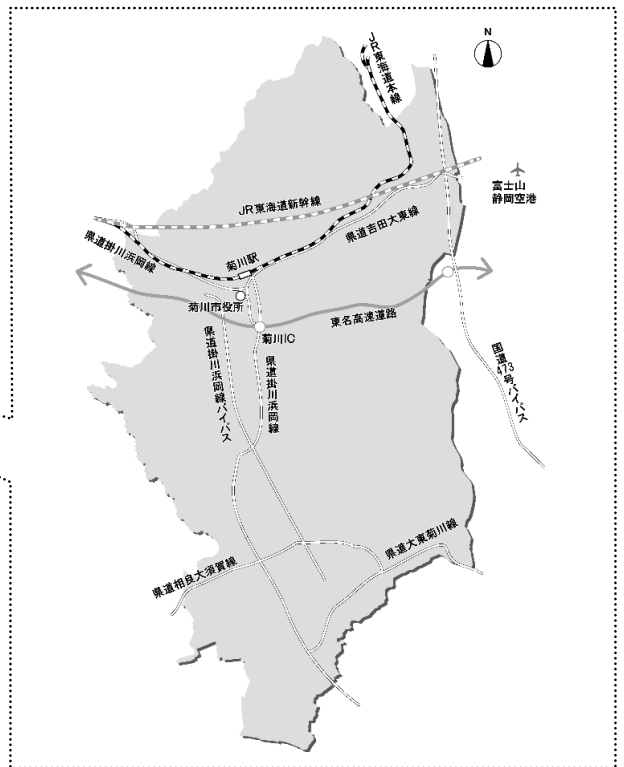 N
JR東海道本線
富士山
静岡空港
JR東海道新幹線
県道吉田大東線
県道掛川浜岡線
菊川駅
菊川市役所
東名高速道路
菊川IC
県道掛川浜岡線バイパス
県道掛川浜岡線
国道473号バイパス
県道大東菊川線
県道相良大須賀線